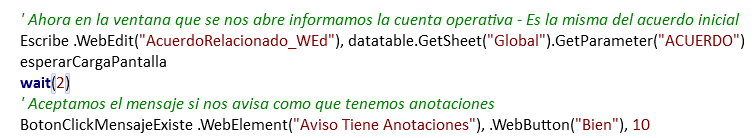 ' Ahora en la ventana que se nos abre informamos la cuenta operativa - Es la misma del acuerdo inicial
Escribe .WebEdit("AcuerdoRelacionado_WEd"), datatable.GetSheet("Global").GetParameter("ACUERDO")
esperarCargaPantalla
wait(2)
' Aceptamos el mensaje si nos avisa como que tenemos anotaciones
BotonClickMensajeExiste .WebElement("Aviso Tiene Anotaciones"), .WebButton("Bien"), 10